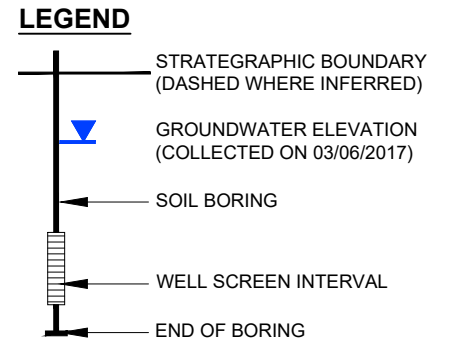 LEGEND
STRATEGRAPHIC BOUNDARY
(DASHED WHERE INFERRED)
GROUNDWATER ELEVATION
(COLLECTED ON 03/06/2017)
SOIL BORING
WELL SCREEN INTERVAL
END OF BORING